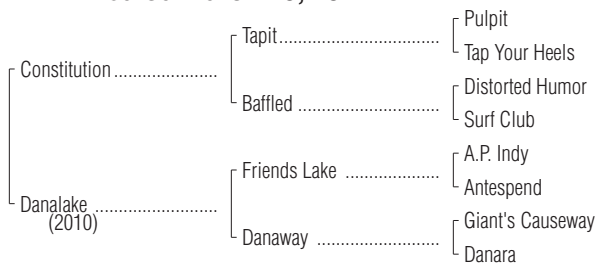 Pulpit
Tapit
Tap Your Heels
Constitution
Distorted Humor
Baffled
Surf Club
A.P. Indy
Friends Lake
Antespend
Danalake
(2010)
Giant's Causeway
Danaway
Danara